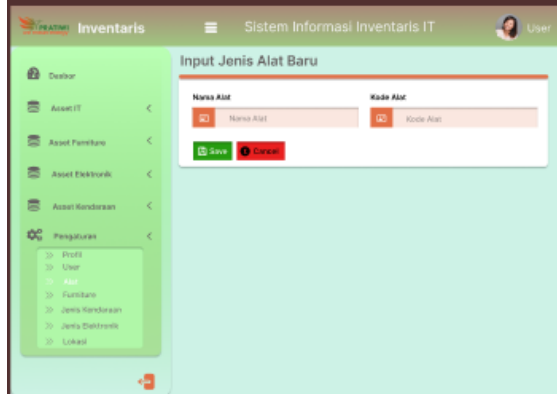 PRATIWI
Inventaris
Sistem Informasi Inventaris IT
User
Input Jenis Alat Baru
Dasbor
Asset IT
Asset Furniture
Asset Elektronik
Asset Kendaraan
Pengaturan
Profil
User
Alat
Furniture
Jenis Kendaraan
Jenis Elektronik
Lokasi
Nama Alat
Kode Alat
Nama Alat
Kode Alat
Save
Cancel